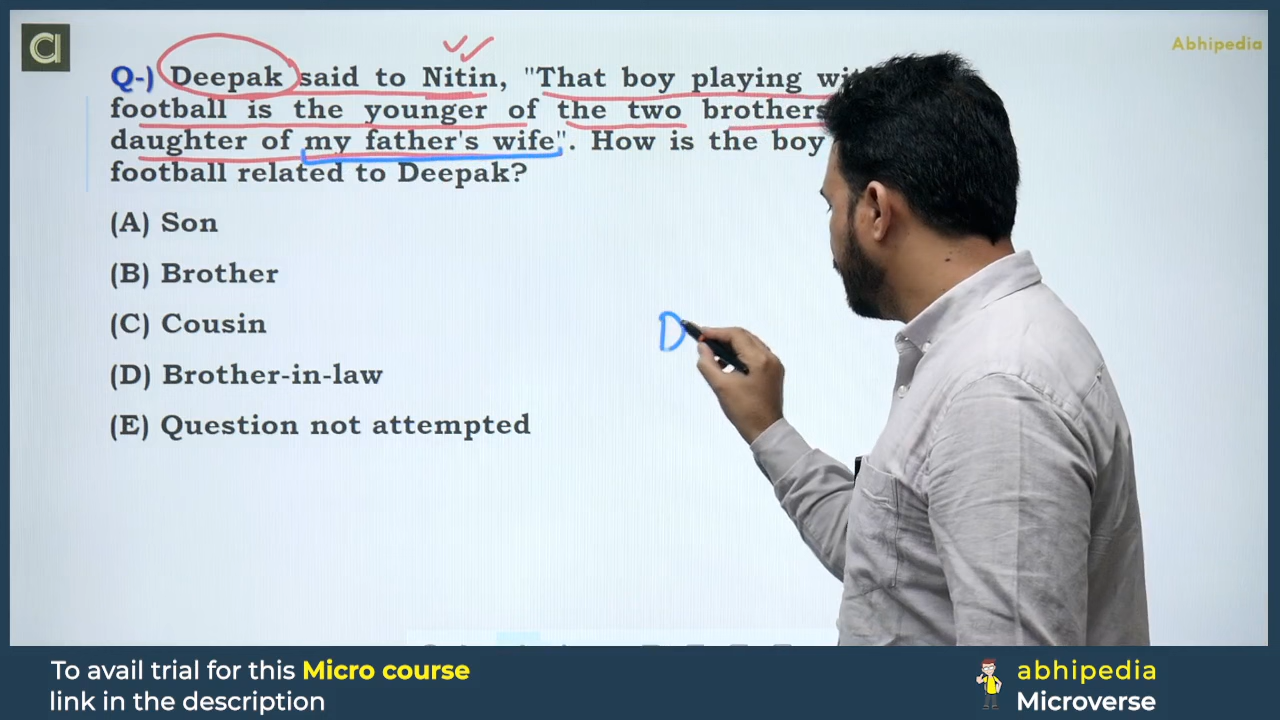 Abhipedia
Q-) Deepak said to Nitin, "That boy playing with
football is the younger of the two brothers
daughter of my father's wife". How is the boy
football related to Deepak?
(A) Son
(B) Brother
(C) Cousin
(D) Brother-in-law
(E) Question not attempted
D
To avail trial for this Micro course
link in the description
abhipedia
Microverse